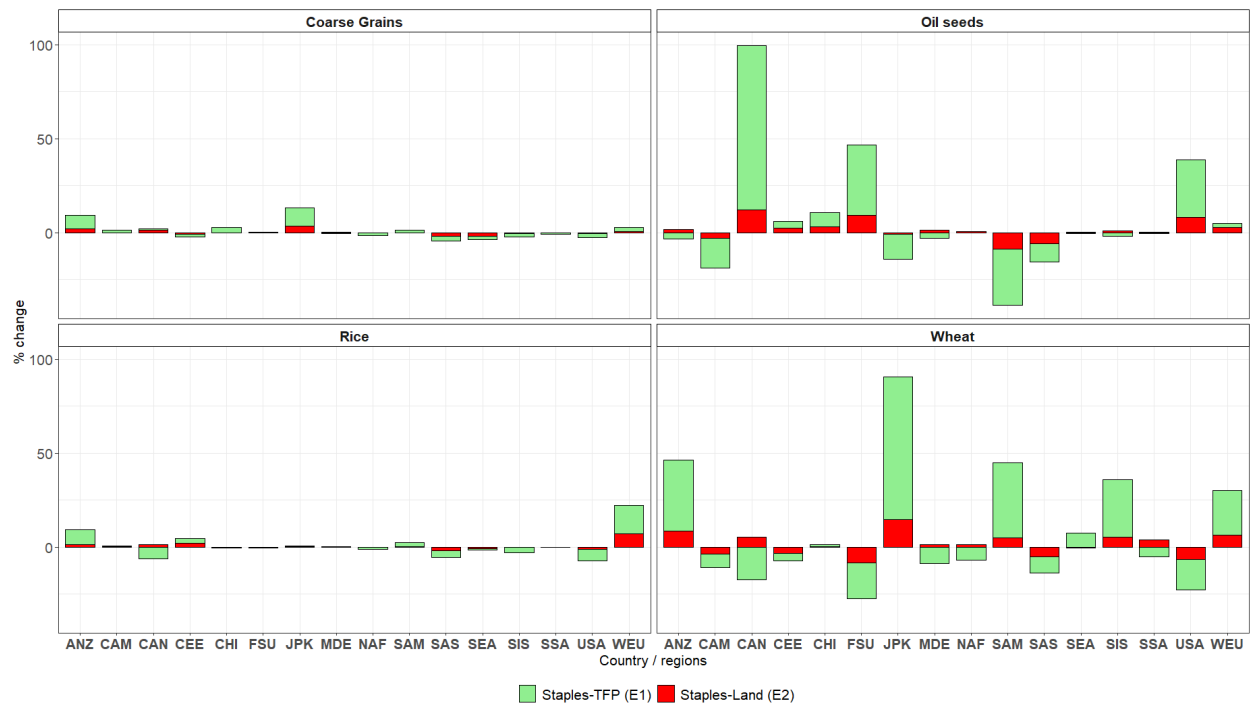 Coarse Grains
Oil seeds
100
50
0
Rice
Wheat
100
50
0
% change
ANZ CAM CAN CEE CHI FSU JPK MDE NAF SAM SAS SEA SIS SSA USA WEU
ANZ CAM CAN CEE CHI FSU JPK MDE NAF SAM SAS SEA SIS SSA USA WEU
Country / regions
Staples-TFP (E1) Staples-Land (E2)